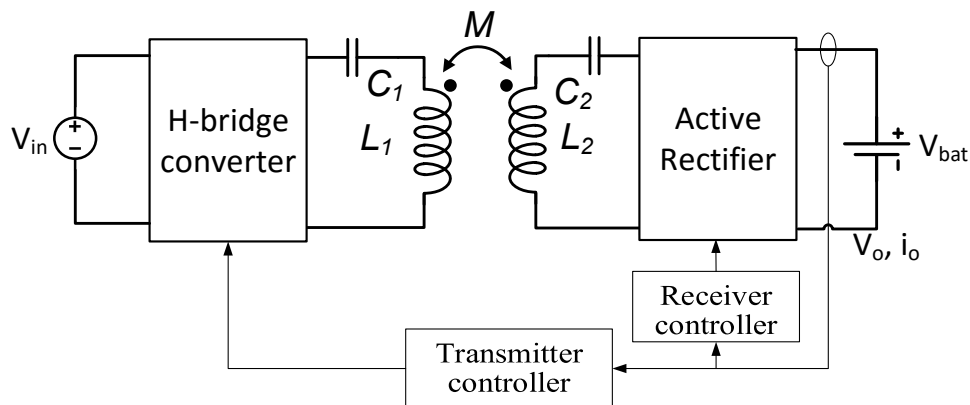 M
C1
C2
H-bridge
converter
Active
Rectifier
Vin
+
−
L1
L2
+
Vbat
Vo, io
Receiver
controller
Transmitter
controller